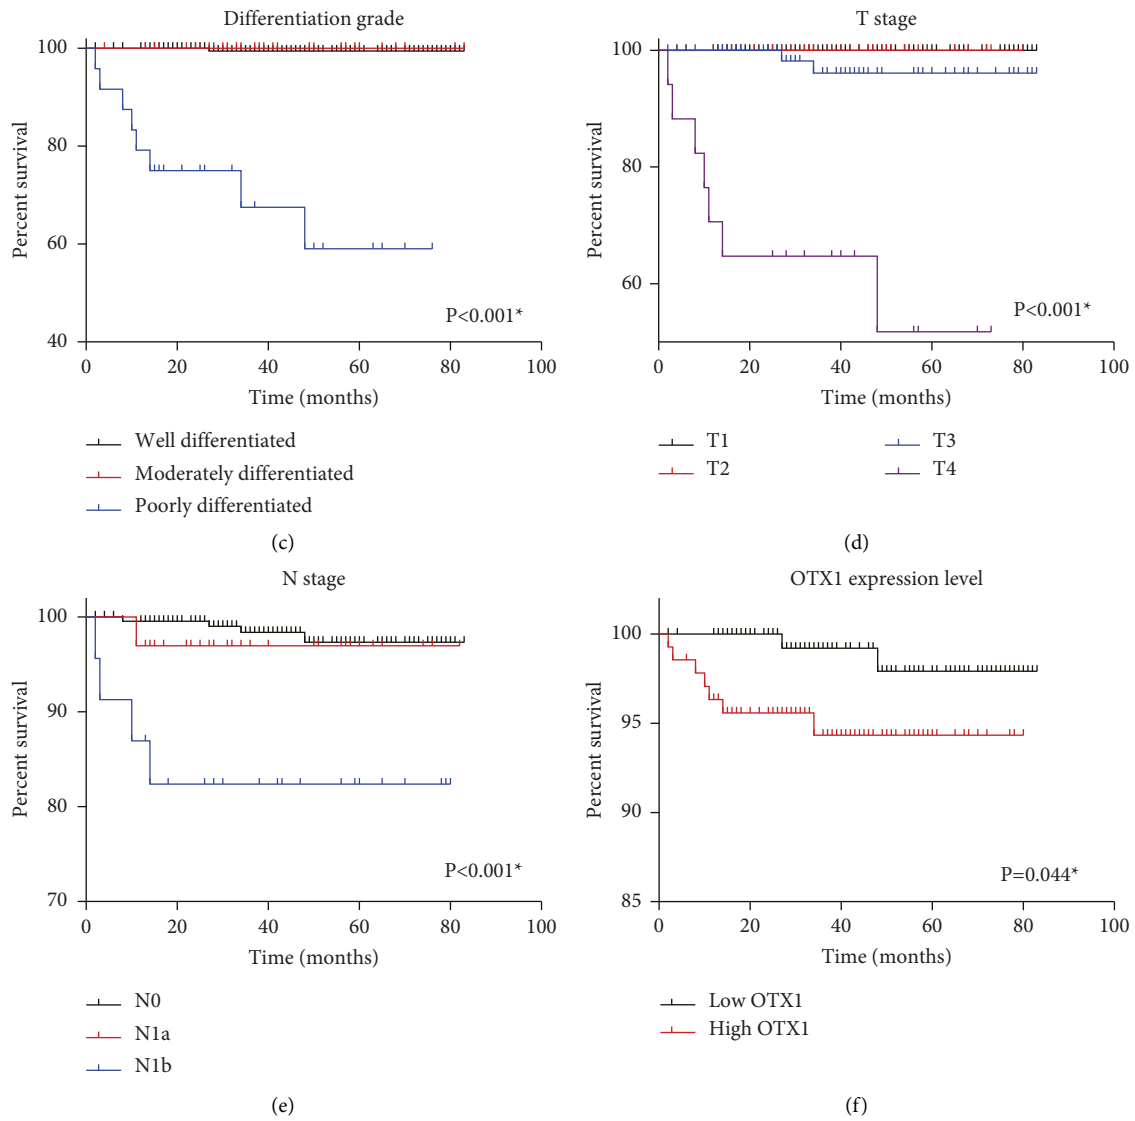 Differentiation grade
100
80
60
40
Percent survival
P<0.001*
0 20 40 60 80 100
Time (months)
Well differentiated
Moderately differentiated
Poorly differentiated
(c)
T stage
100
80
60
Percent survival
P<0.001*
0 20 40 60 80 100
Time (months)
T1 T3
T2 T4
(d)
N stage
100
90
80
70
Percent survival
P<0.001*
0 20 40 60 80 100
Time (months)
N0
N1a
N1b
(e)
OTX1 expression level
100
95
90
85
Percent survival
P=0.044*
0 20 40 60 80 100
Time (months)
Low OTX1
High OTX1
(f)